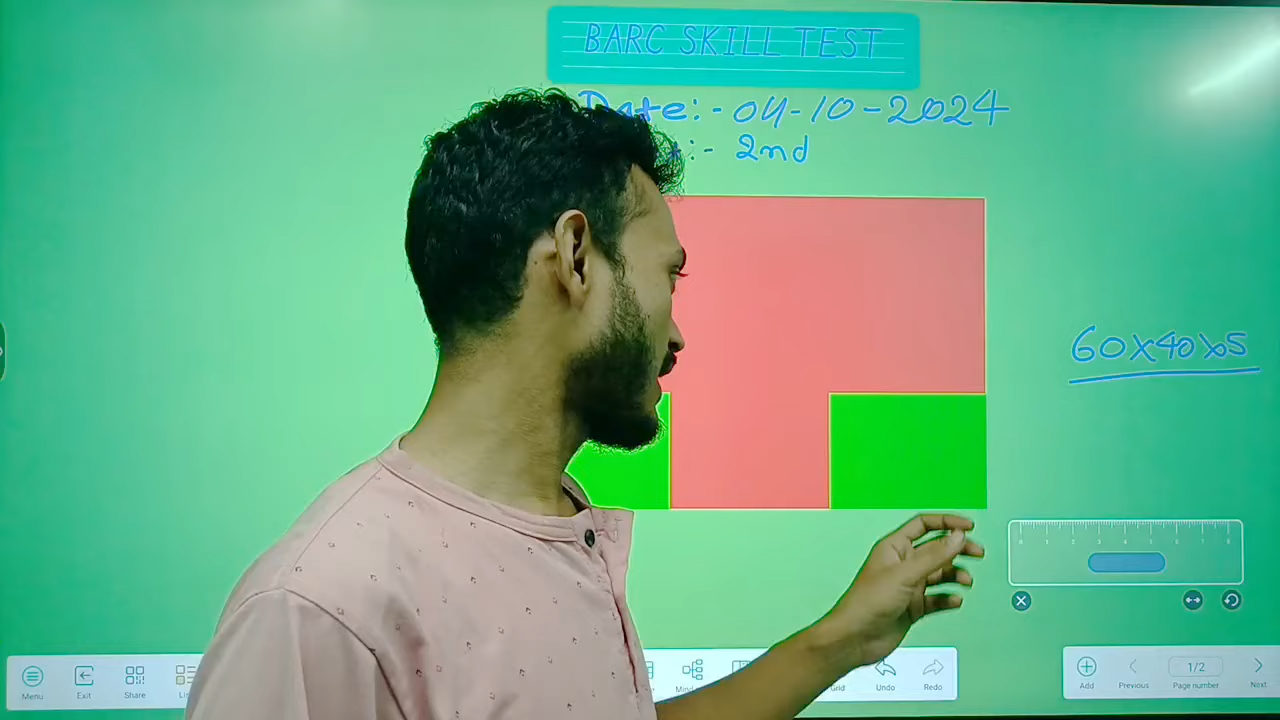 BARC SKILL TEST
Date:-04-10-2024
:- 2nd
60x40x5
Menu
Exit
Share
Grid
Undo
Redo
Add
Previous
1/2
Page number
Next